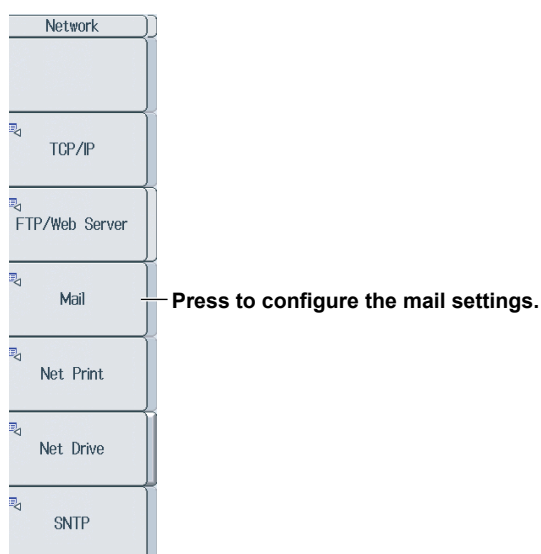 Network
TCP/IP
FTP/Web Server
Mail
Press to configure the mail settings.
Net Print
Net Drive
SNTP